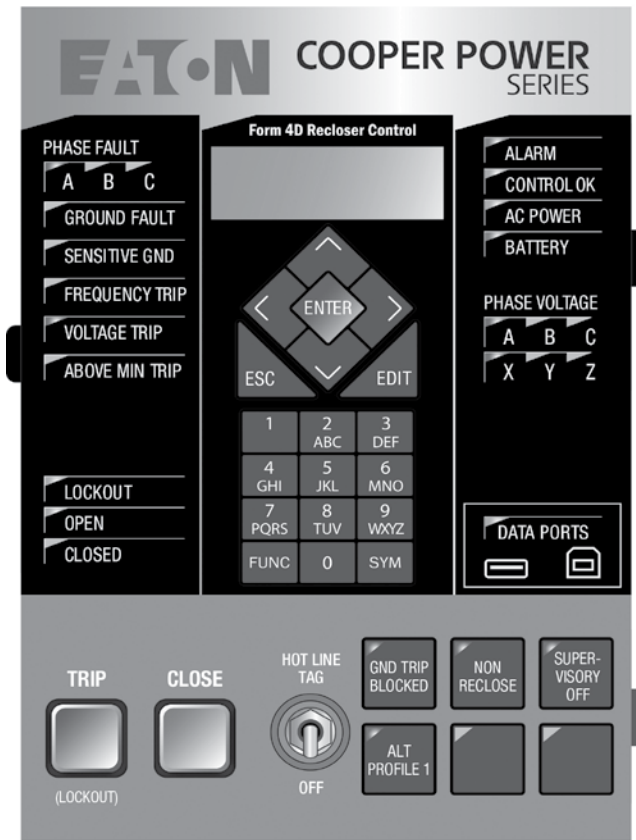 EATON COOPER POWER
SERIES
Form 4D Recloser Control
PHASE FAULT
A B C
GROUND FAULT
SENSITIVE GND
FREQUENCY TRIP
VOLTAGE TRIP
ABOVE MIN TRIP
LOCKOUT
OPEN
CLOSED
ENTER
ESC
EDIT
1
2
ABC
3
DEF
4
GHI
5
JKL
6
MNO
7
PQRS
8
TUV
9
WXYZ
FUNC
0
SYM
ALARM
CONTROL OK
AC POWER
BATTERY
PHASE VOLTAGE
A B C
X Y Z
DATA PORTS
TRIP
(LOCKOUT)
CLOSE
HOT LINE
TAG
OFF
GND TRIP
BLOCKED
NON
RECLOSE
SUPER-
VISORY
OFF
ALT
PROFILE 1